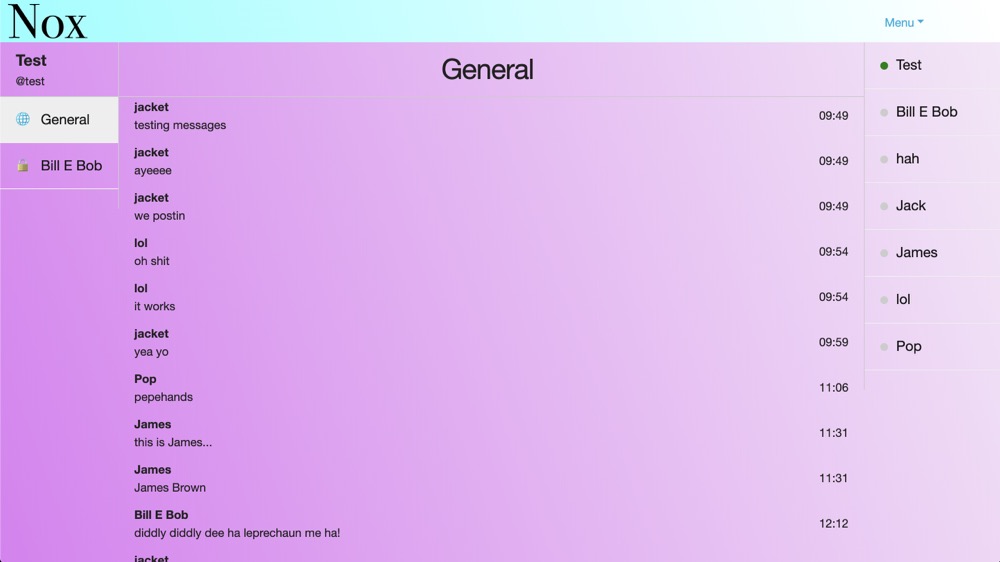 Nox
Menu
Test
@test
General
Bill E Bob
General
jacket
testing messages
09:49
jacket
ayeeee
09:49
jacket
we postin
09:49
lol
oh shit
09:54
lol
it works
09:54
jacket
yea yo
09:59
Pop
pepehands
11:06
James
this is James...
11:31
James
James Brown
11:31
Bill E Bob
diddly diddly dee ha leprechaun me ha!
12:12
jacket
Test
Bill E Bob
hah
Jack
James
lol
Pop